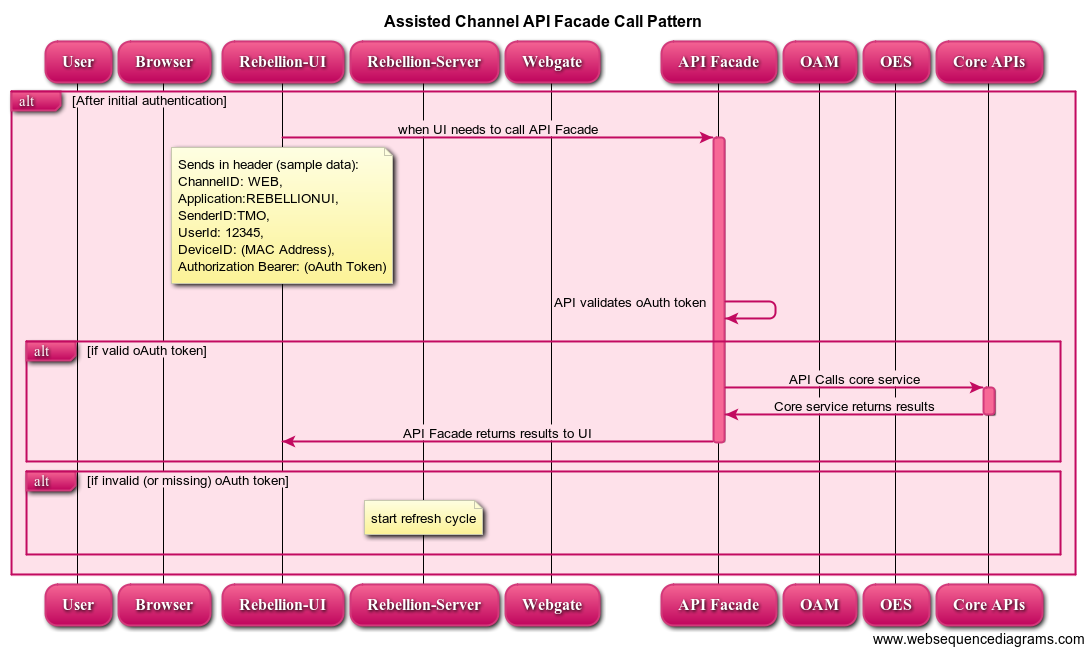 Assisted Channel API Facade Call Pattern
User
Browser
Rebellion-UI
Rebellion-Server
Webgate
API Facade
OAM
OES
Core APIs
alt
[After initial authentication]
when UI needs to call API Facade
Sends in header (sample data):
ChannelID: WEB,
Application:REBELLIONUI,
SenderID:TMO,
UserId: 12345,
DeviceID: (MAC Address),
Authorization Bearer: (oAuth Token)
API validates oAuth token
alt
[if valid oAuth token]
API Calls core service
Core service returns results
API Facade returns results to UI
alt
[if invalid (or missing) oAuth token]
start refresh cycle
User
Browser
Rebellion-UI
Rebellion-Server
Webgate
API Facade
OAM
OES
Core APIs
www.websequencediagrams.com